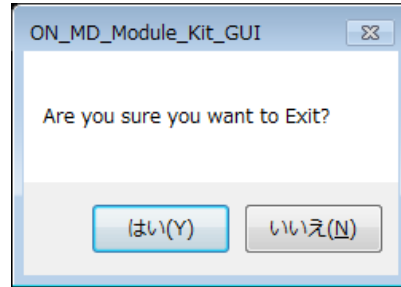 ON_MD_Module_Kit_GUI
Are you sure you want to Exit?
はい(Y)
いいえ(N)